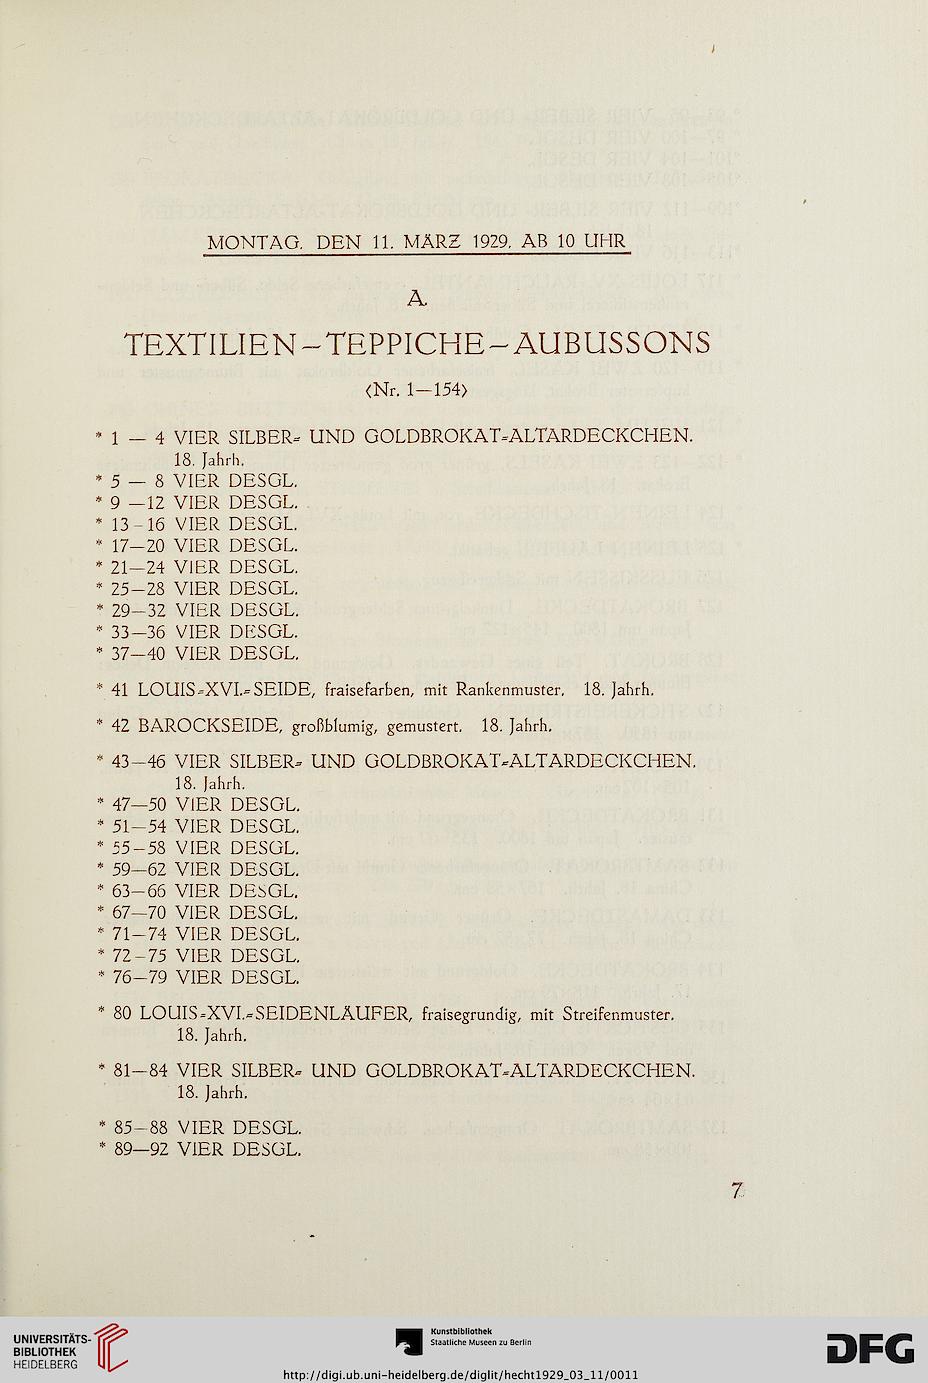 MONTAG, DEN 11. MÄRZ 1929, AB 10 UHR
A.
TEXTILIEN–TEPPICHE–AUBUSSONS
(Nr. 1—154)
* 1 — 4 VIER SILBER- UND GOLDBROKAT-ALTARDECKCHEN.
18. Jahrh.
* 5 — 8 VIER DESGL.
* 9 —12 VIER DESGL.
* 13-16 VIER DESGL.
* 17—20 VIER DESGL.
* 21—24 VIER DESGL.
* 25—28 VIER DESGL.
* 29—32 VIER DESGL.
* 33—36 VIER DESGL.
* 37—40 VIER DESGL.
* 41 LOUIS-XVI.-SEIDE, fraisefarben, mit Rankenmuster. 18. Jahrh.
* 42 BAROCKSEIDE, großblumig, gemustert. 18. Jahrh.
* 43—46 VIER SILBER- UND GOLDBROKAT-ALTARDECKCHEN.
18. Jahrh.
* 47—50 VIER DESGL.
* 51—54 VIER DESGL.
* 55-58 VIER DESGL.
* 59—62 VIER DESGL.
* 63—66 VIER DESGL.
* 67—70 VIER DESGL.
* 71—74 VIER DESGL.
* 72-75 VIER DESGL.
* 76—79 VIER DESGL.
* 80 LOUIS-XVI.-SEIDENLÄUFER, fraisegrundig, mit Streifenmuster.
18. Jahrh.
* 81—84 VIER SILBER- UND GOLDBROKAT-ALTARDECKCHEN.
18. Jahrh.
* 85—88 VIER DESGL.
* 89—92 VIER DESGL.
7
UNIVERSITÄTS-
BIBLIOTHEK
HEIDELBERG
Kunstbibliothek
Staatliche Museen zu Berlin
DFG
http://digi.ub.uni-heidelberg.de/diglit/hecht1929_03_11/0011